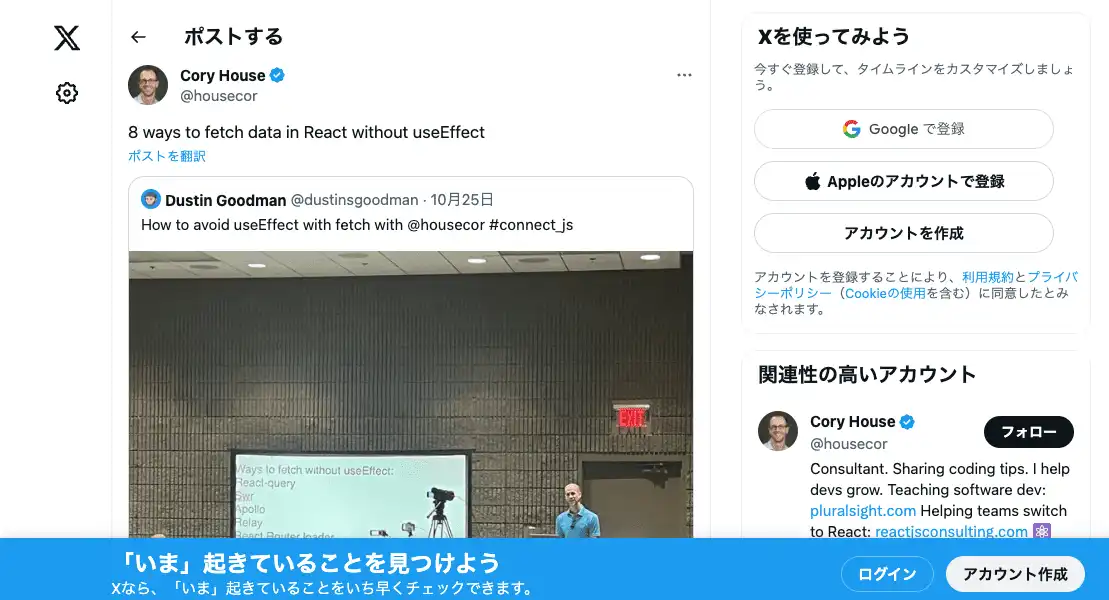 ポストする
Cory House
@housecor
8 ways to fetch data in React without useEffect
ポストを翻訳
Dustin Goodman @dustinsgoodman · 10月25日
How to avoid useEffect with fetch with @housecor #connect_js
EXIT
Ways to fetch without useEffect:
React-query
Swr
Apollo
Relay
React Router loader
Xを使ってみよう
今すぐ登録して、タイムラインをカスタマイズしましょ
う。
Google で登録
Appleのアカウントで登録
アカウントを作成
アカウントを登録することにより、利用規約とプライバ
シーポリシー（Cookieの使用を含む）に同意したとみ
なされます。
関連性の高いアカウント
Cory House
@housecor
フォロー
Consultant. Sharing coding tips. I help
devs grow. Teaching software dev:
pluralsight.com Helping teams switch
to React: reactjsconsulting.com ⚛️
「いま」起きていることを見つけよう
Xなら、「いま」起きていることをいち早くチェックできます。
ログイン
アカウント作成